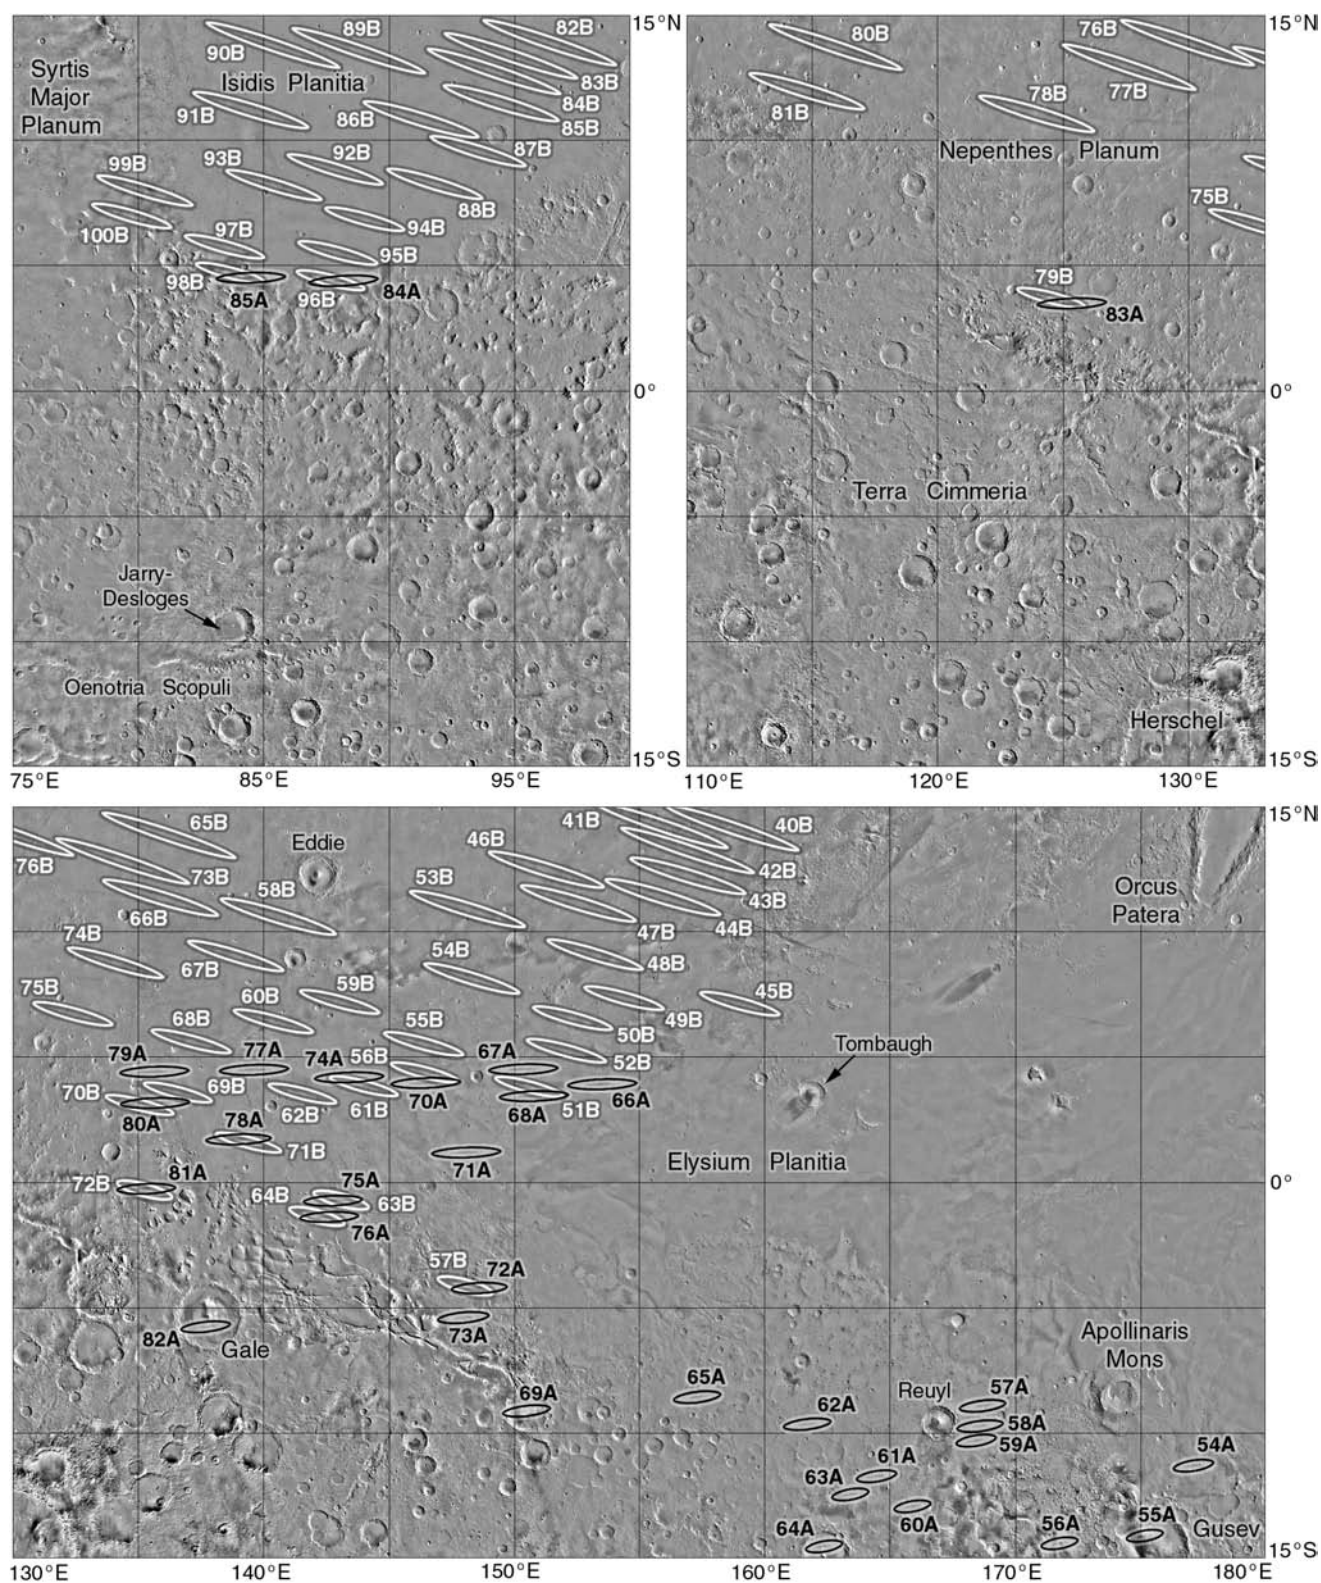 15°N
82B
89B
90B
Syrtis
Major
Planum
Isidis Planitia
83B
84B
91B
86B
85B
87B
99B
93B
92B
88B
100B
97B
94B
95B
98B
96B
84A
85A
0°
Jarry-
Desloges
Oenotria Scopuli
15°S
75°E
85°E
95°E
15°N
80B
76B
81B
78B
77B
Nepenthes Planum
75B
79B
83A
0°
Terra Cimmeria
Herschel
15°S
110°E
120°E
130°E
15°N
65B
41B
40B
76B
Eddie
46B
73B
58B
53B
42B
43B
Orcus
Patera
66B
44B
47B
74B
67B
54B
48B
75B
60B
59B
45B
49B
68B
55B
50B
79A
77A
74A
56B
67A
52B
Tombaugh
70B
69B
62B
61B
70A
68A
51B
66A
80A
78A
71B
71A
Elysium Planitia
72B
81A
75A
64B
63B
76A
0°
57B
72A
73A
82A
Gale
Apollinaris
Mons
65A
69A
62A
Reuyl
57A
58A
59A
54A
61A
63A
60A
64A
56A
55A
Gusev
15°S
130°E
140°E
150°E
160°E
170°E
180°E